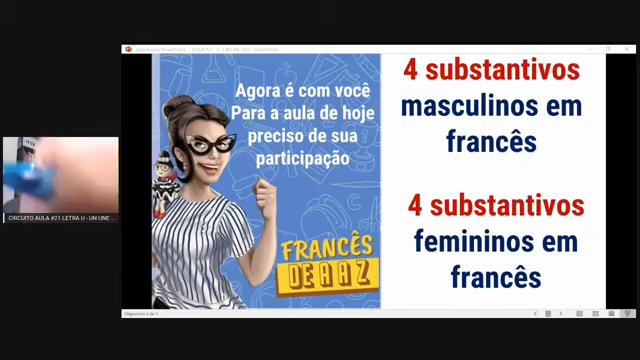 Agora é com você
Para a aula de hoje
preciso de sua
participação
FRANCÊS
DE A A Z
4 substantivos
masculinos em
francês
4 substantivos
femininos em
francês
CIRCUITO AULA #21 LETRA U - UN UNE ...